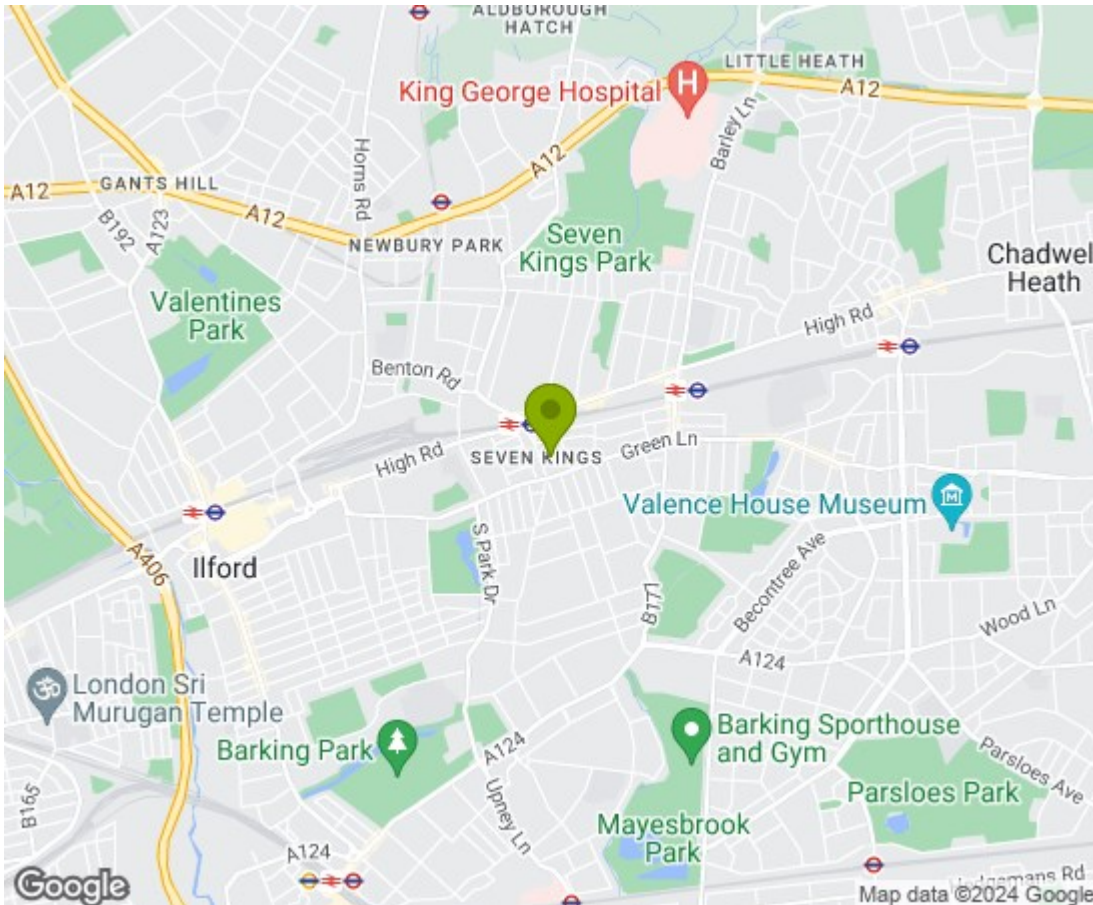 ALDBOROUGH
HATCH
LITTLE HEATH
King George Hospital
H
A12
Barley Ln
A12
Horns Rd
GANTS HILL
A12
B192
A123
A12
NEWBURY PARK
Seven
Kings Park
Chadwel
Heath
Valentines
Park
High Rd
Benton Rd
High Rd
SEVEN KINGS
Green Ln
Valence House Museum
M
A406
Ilford
S Park Dr
B171
Becontree Ave
Wood Ln
A124
London Sri
Murugan Temple
Barking Park
A124
Barking Sporthouse
and Gym
Parsloes Ave
Parsloes Park
B165
Upney Ln
Mayesbrook
Park
A124
Google
Map data ©2024 Google